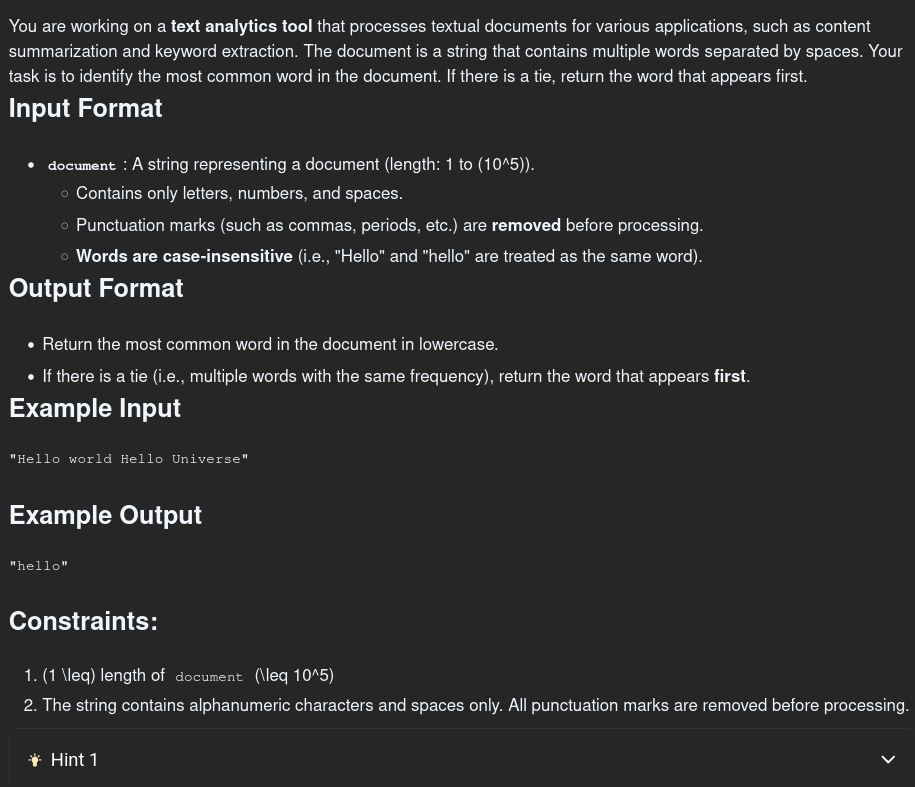 You are working on a text analytics tool that processes textual documents for various applications, such as content
summarization and keyword extraction. The document is a string that contains multiple words separated by spaces. Your
task is to identify the most common word in the document. If there is a tie, return the word that appears first.
Input Format
• document : A string representing a document (length: 1 to (10^5)).
○ Contains only letters, numbers, and spaces.
○ Punctuation marks (such as commas, periods, etc.) are removed before processing.
○ Words are case-insensitive (i.e., "Hello" and "hello" are treated as the same word).
Output Format
• Return the most common word in the document in lowercase.
• If there is a tie (i.e., multiple words with the same frequency), return the word that appears first.
Example Input
"Hello world Hello Universe"
Example Output
"hello"
Constraints:
1. (1 \leq) length of document (\leq 10^5)
2. The string contains alphanumeric characters and spaces only. All punctuation marks are removed before processing.
Hint 1